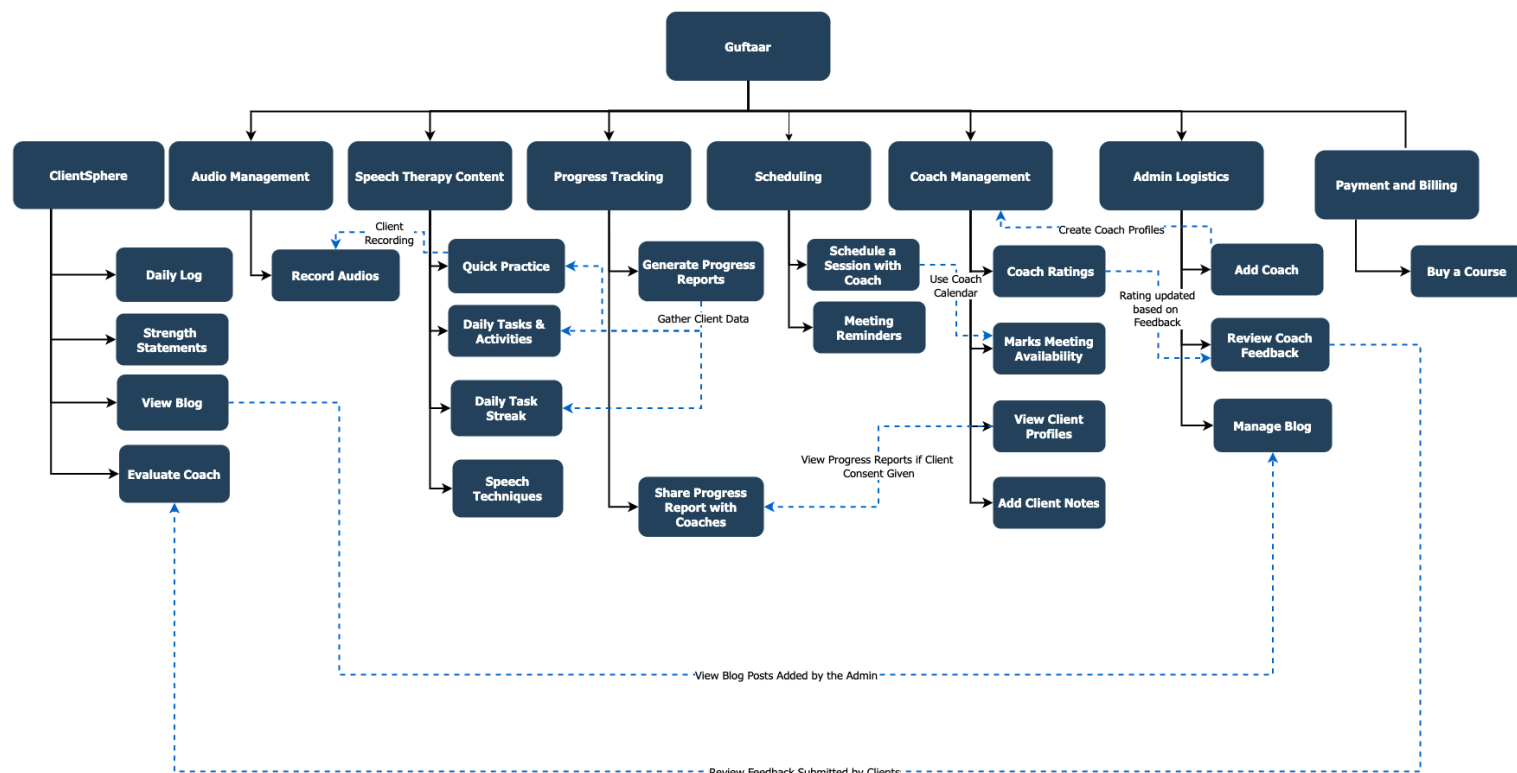 Guftaar
ClientSphere
Audio Management
Speech Therapy Content
Progress Tracking
Scheduling
Coach Management
Admin Logistics
Payment and Billing
Client
Recording
Create Coach Profiles
Daily Log
Record Audios
Quick Practice
Generate Progress
Reports
Schedule a
Session with
Coach
Use Coach
Calendar
Coach Ratings
Add Coach
Buy a Course
Rating updated
based on
Feedback
Strength
Statements
Daily Tasks &
Activities
Gather Client Data
Meeting
Reminders
Marks Meeting
Availability
Review Coach
Feedback
View Blog
Daily Task
Streak
View Client
Profiles
Manage Blog
Evaluate Coach
Speech
Techniques
View Progress Reports if Client
Consent Given
Share Progress
Report with
Coaches
Add Client Notes
View Blog Posts Added by the Admin
Review Feedback Submitted by Clients